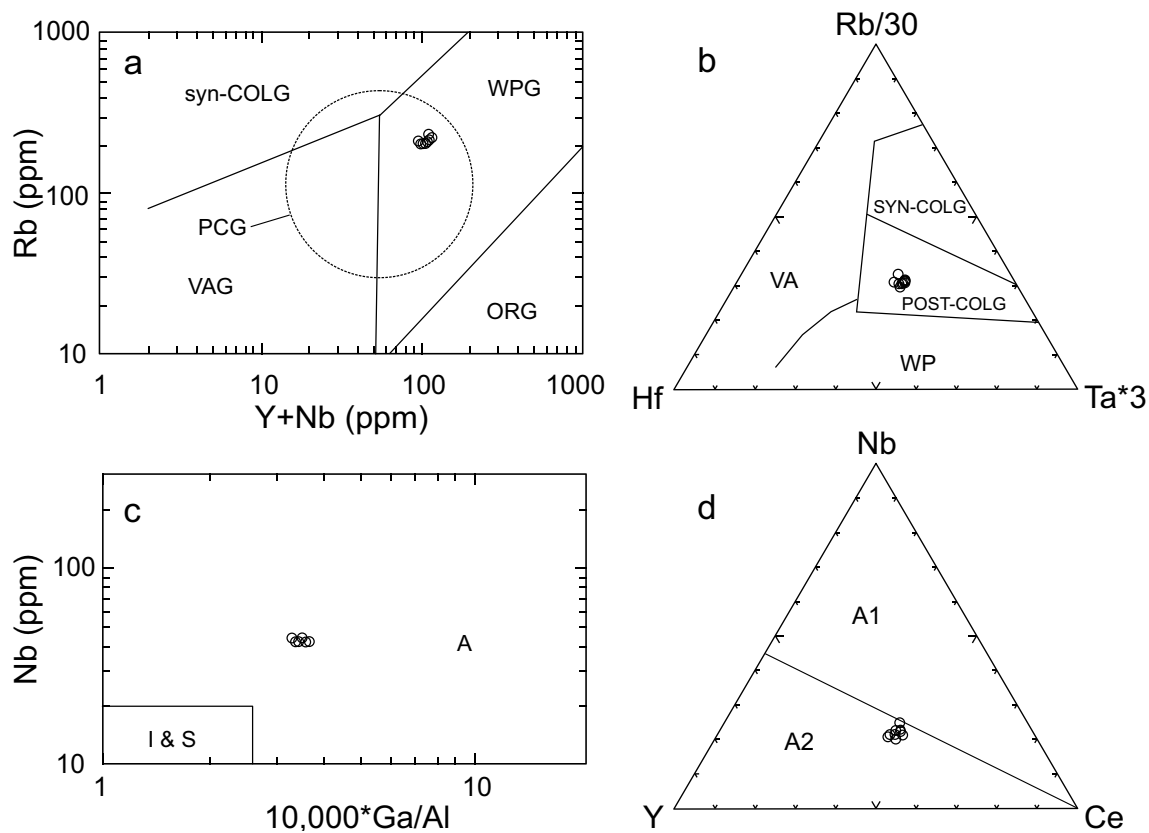 a
1000
100
10
Rb (ppm)
syn-COLG
WPG
PCG
VAG
ORG
1
10
100
1000
Y+Nb (ppm)
b
Rb/30
SYN-COLG
VA
POST-COLG
WP
Hf
Ta*3
c
100
10
Nb (ppm)
A
I & S
1
10
10,000*Ga/Al
d
Nb
A1
A2
Y
Ce